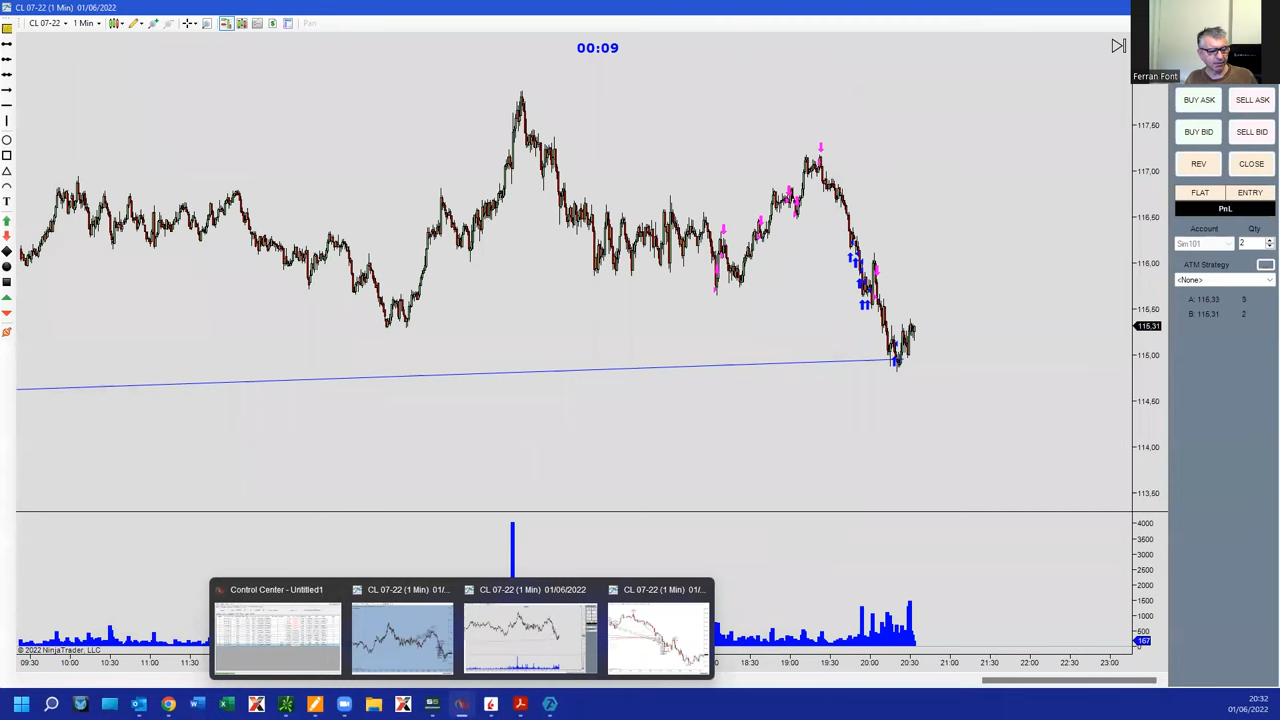 CL 07-22 (1 Min) 01/06/2022
CL 07-22
1 Min
Pan
00:09
Ferran Font
BUY ASK
SELL ASK
BUY BID
SELL BID
REV
CLOSE
FLAT
ENTRY
PnL
Account
Qty
Sim101
2
ATM Strategy
<None>
B: 115,31 2
117,50
117,00
116,50
116,00
115,50
115,31
115,00
114,50
114,00
113,50
4000
3500
3000
2500
2000
1500
1000
167
Control Center - Untitled1
CL 07-22 (1 Min) 01/...
CL 07-22 (1 Min) 01/06/2022
CL 07-22 (1 Min) 01/...
© 2022 NinjaTrader, LLC
09:30
10:00
10:30
11:00
11:30
18:00
18:30
19:00
19:30
20:00
20:30
21:00
21:30
22:00
22:30
23:00
20:32
01/06/2022